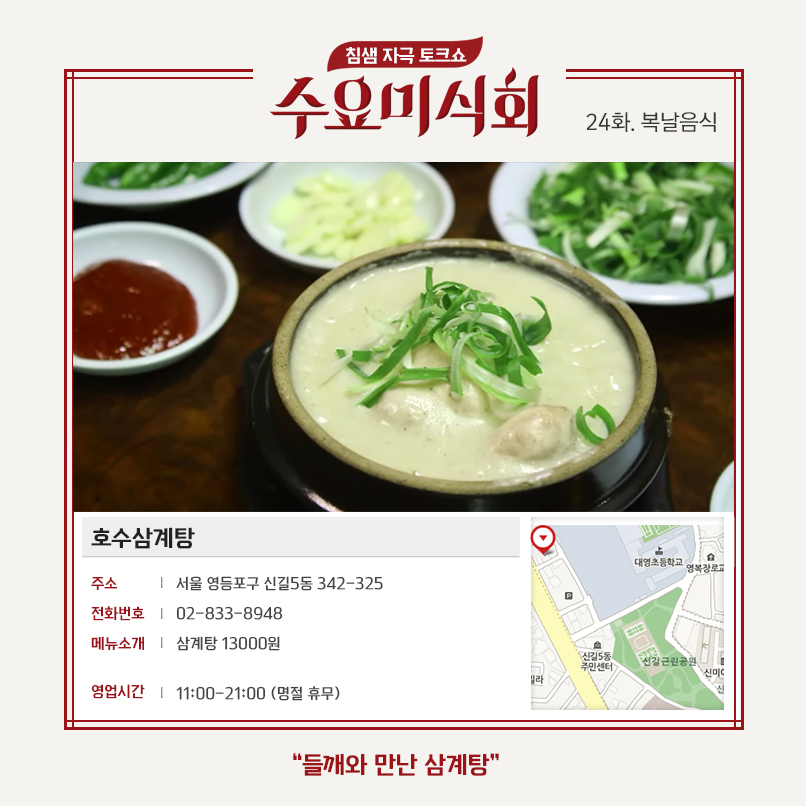 침샘 자극 토크쇼
수요미식회
24화. 복날음식
호수삼계탕
주소 | 서울 영등포구 신길5동 342-325
전화번호 | 02-833-8948
메뉴소개 | 삼계탕 13000원
영업시간 | 11:00-21:00 (명절 휴무)
대영초등학교
영복장로교
P
신길5동
주민센터
신길근린공원
빌라
신미
신
“들깨와 만난 삼계탕”